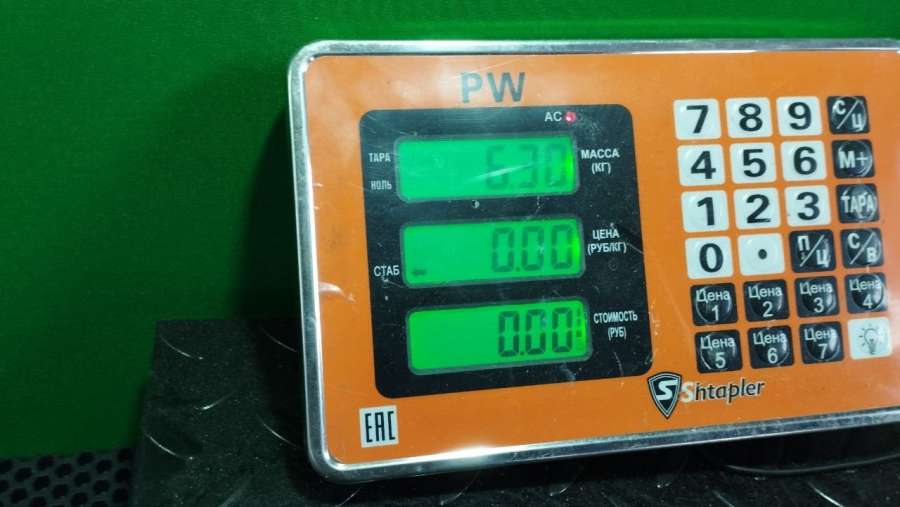 PW
AC
ТАРА
НОЛЬ
6.30
МАССА
(КГ)
СТАБ
0.00
ЦЕНА
(РУБ/КГ)
0.00
СТОИМОСТЬ
(РУБ)
7 8 9 С/Ц
4 5 6 М+
1 2 3 ТАРА
0 . П/Ц С/В
Цена 1 Цена 2 Цена 3 Цена 4
Цена 5 Цена 6 Цена 7
EAC
S Shtapler